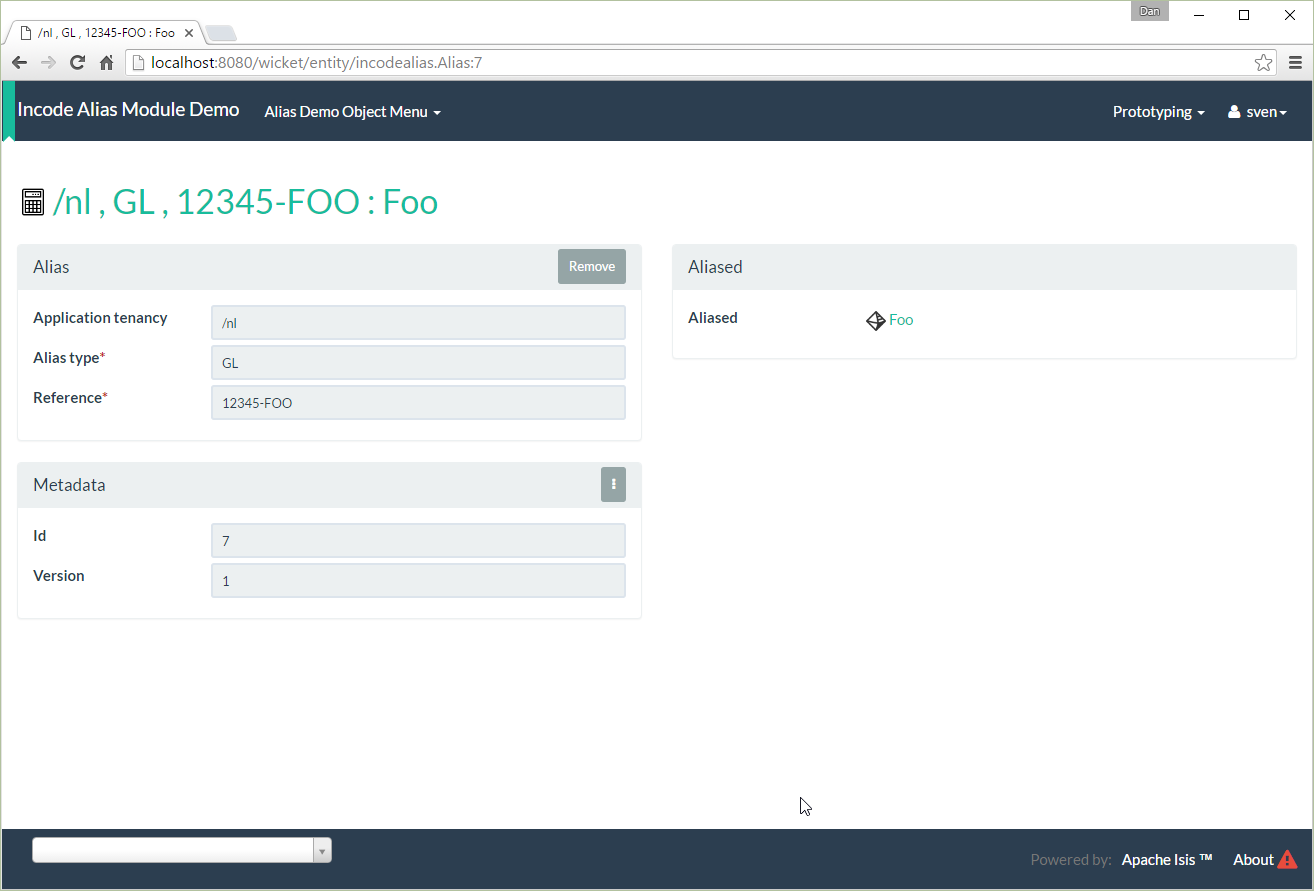 Dan
/nl , GL , 12345-FOO : Foo
localhost:8080/wicket/entity/incodealias.Alias:7
Incode Alias Module Demo Alias Demo Object Menu Prototyping sven
/nl , GL , 12345-FOO : Foo
Alias Remove
Application tenancy /nl
Alias type* GL
Reference* 12345-FOO
Aliased
Aliased Foo
Metadata
Id 7
Version 1
Powered by: Apache Isis ™ About